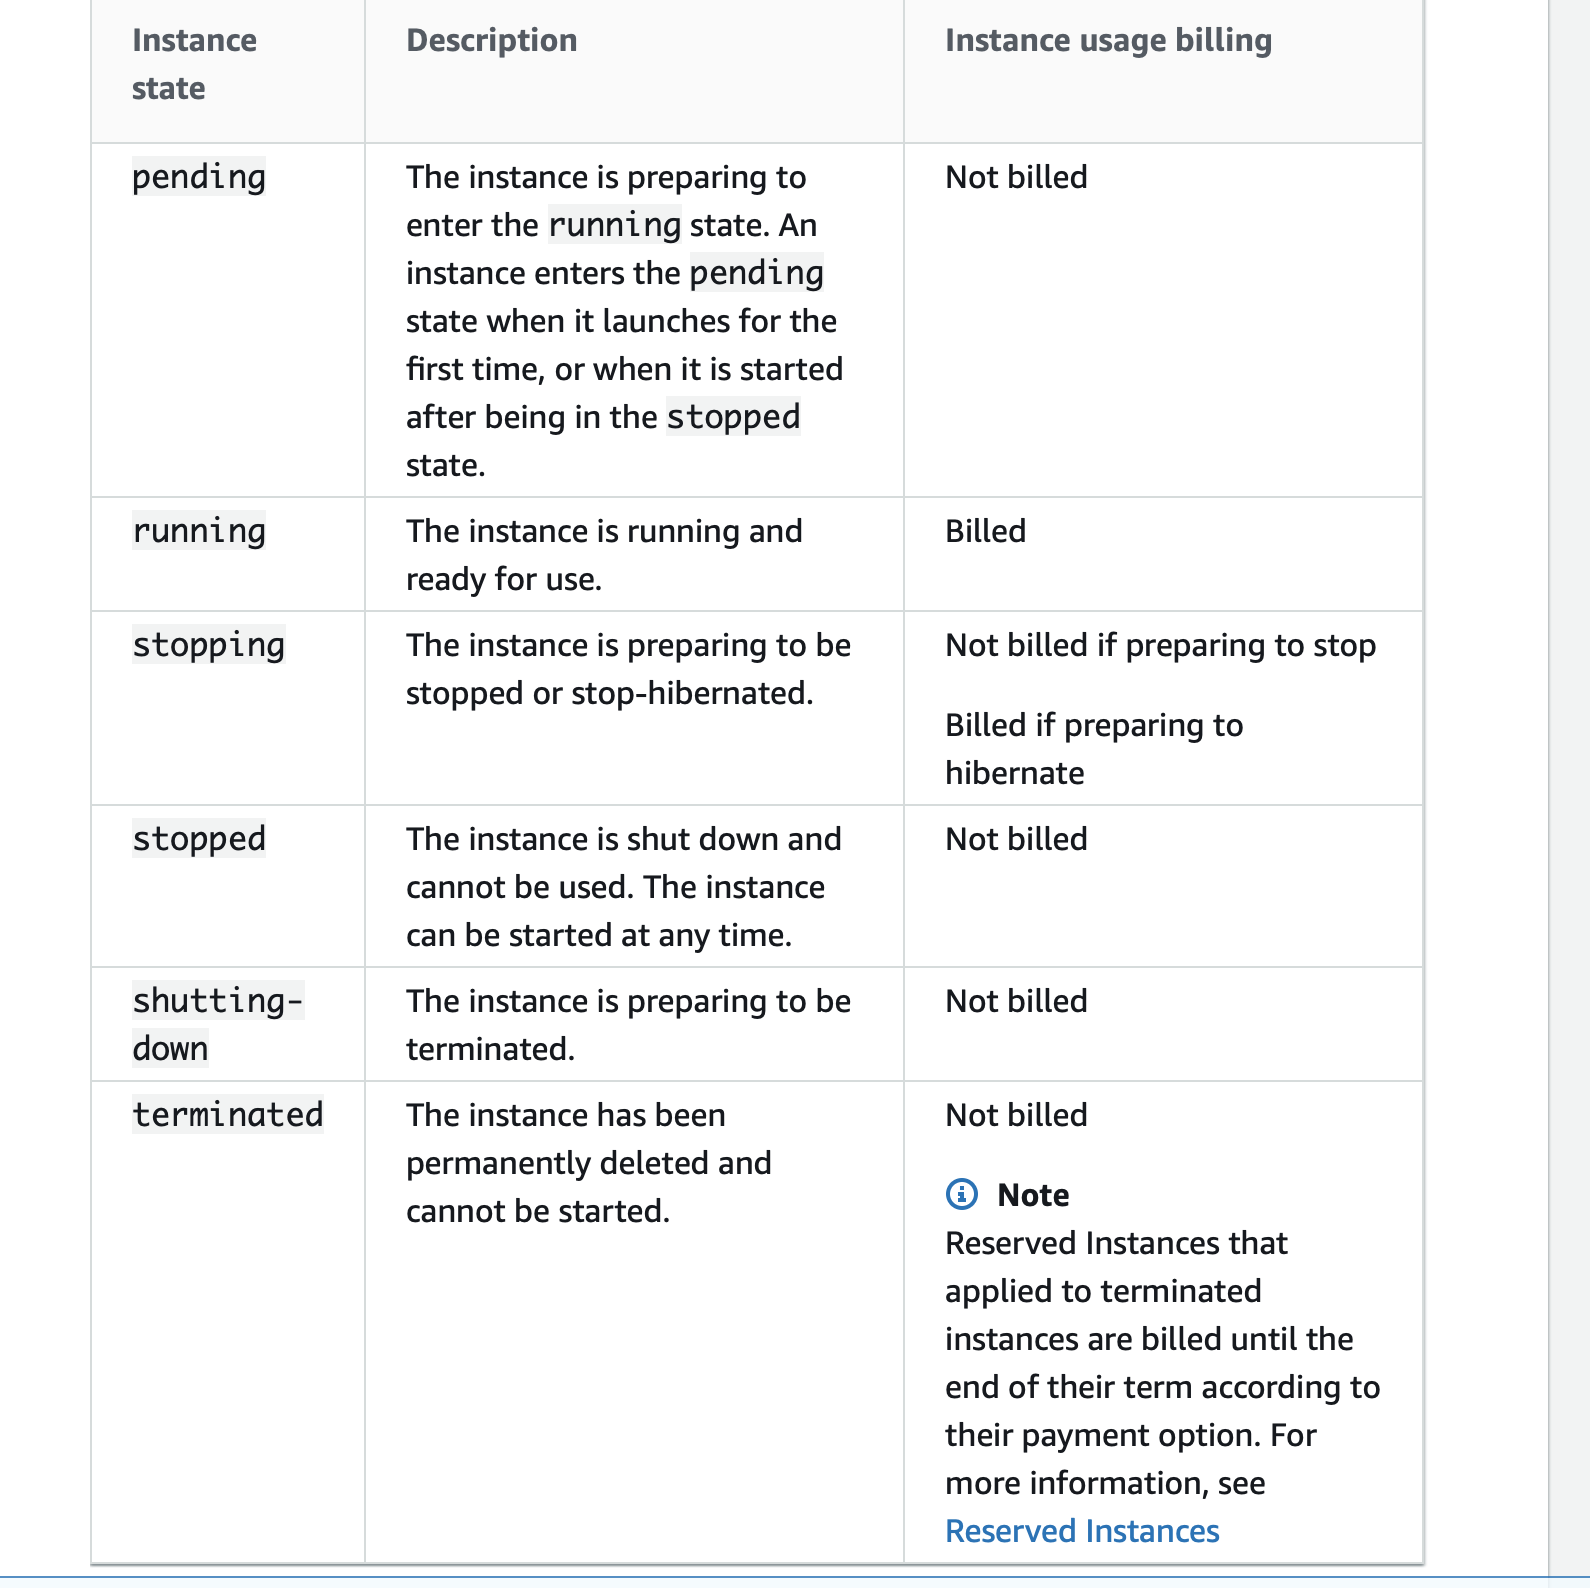 Instance
state
Description
Instance usage billing
pending
The instance is preparing to
enter the running state. An
instance enters the pending
state when it launches for the
first time, or when it is started
after being in the stopped
state.
Not billed
running
The instance is running and
ready for use.
Billed
stopping
The instance is preparing to be
stopped or stop-hibernated.
Not billed if preparing to stop
Billed if preparing to
hibernate
stopped
The instance is shut down and
cannot be used. The instance
can be started at any time.
Not billed
shutting-
down
The instance is preparing to be
terminated.
Not billed
terminated
The instance has been
permanently deleted and
cannot be started.
Not billed
Note
Reserved Instances that
applied to terminated
instances are billed until the
end of their term according to
their payment option. For
more information, see
Reserved Instances